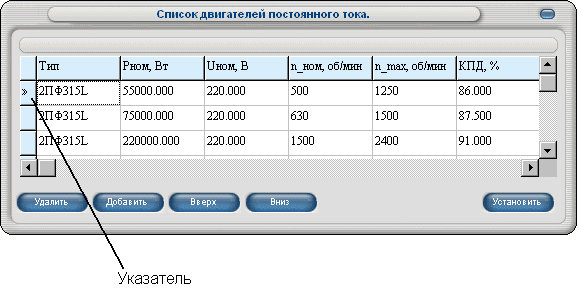 Список двигателей постоянного тока.
Тип Pном, Вт Uном, В n_ном, об/мин n_max, об/мин КПД, %
» 2ПФ315L 55000.000 220.000 500 1250 86.000
2ПФ315L 75000.000 220.000 630 1500 87.500
2ПФ315L 220000.000 220.000 1500 2400 91.000
Удалить Добавить Вверх Вниз Установить
Указатель